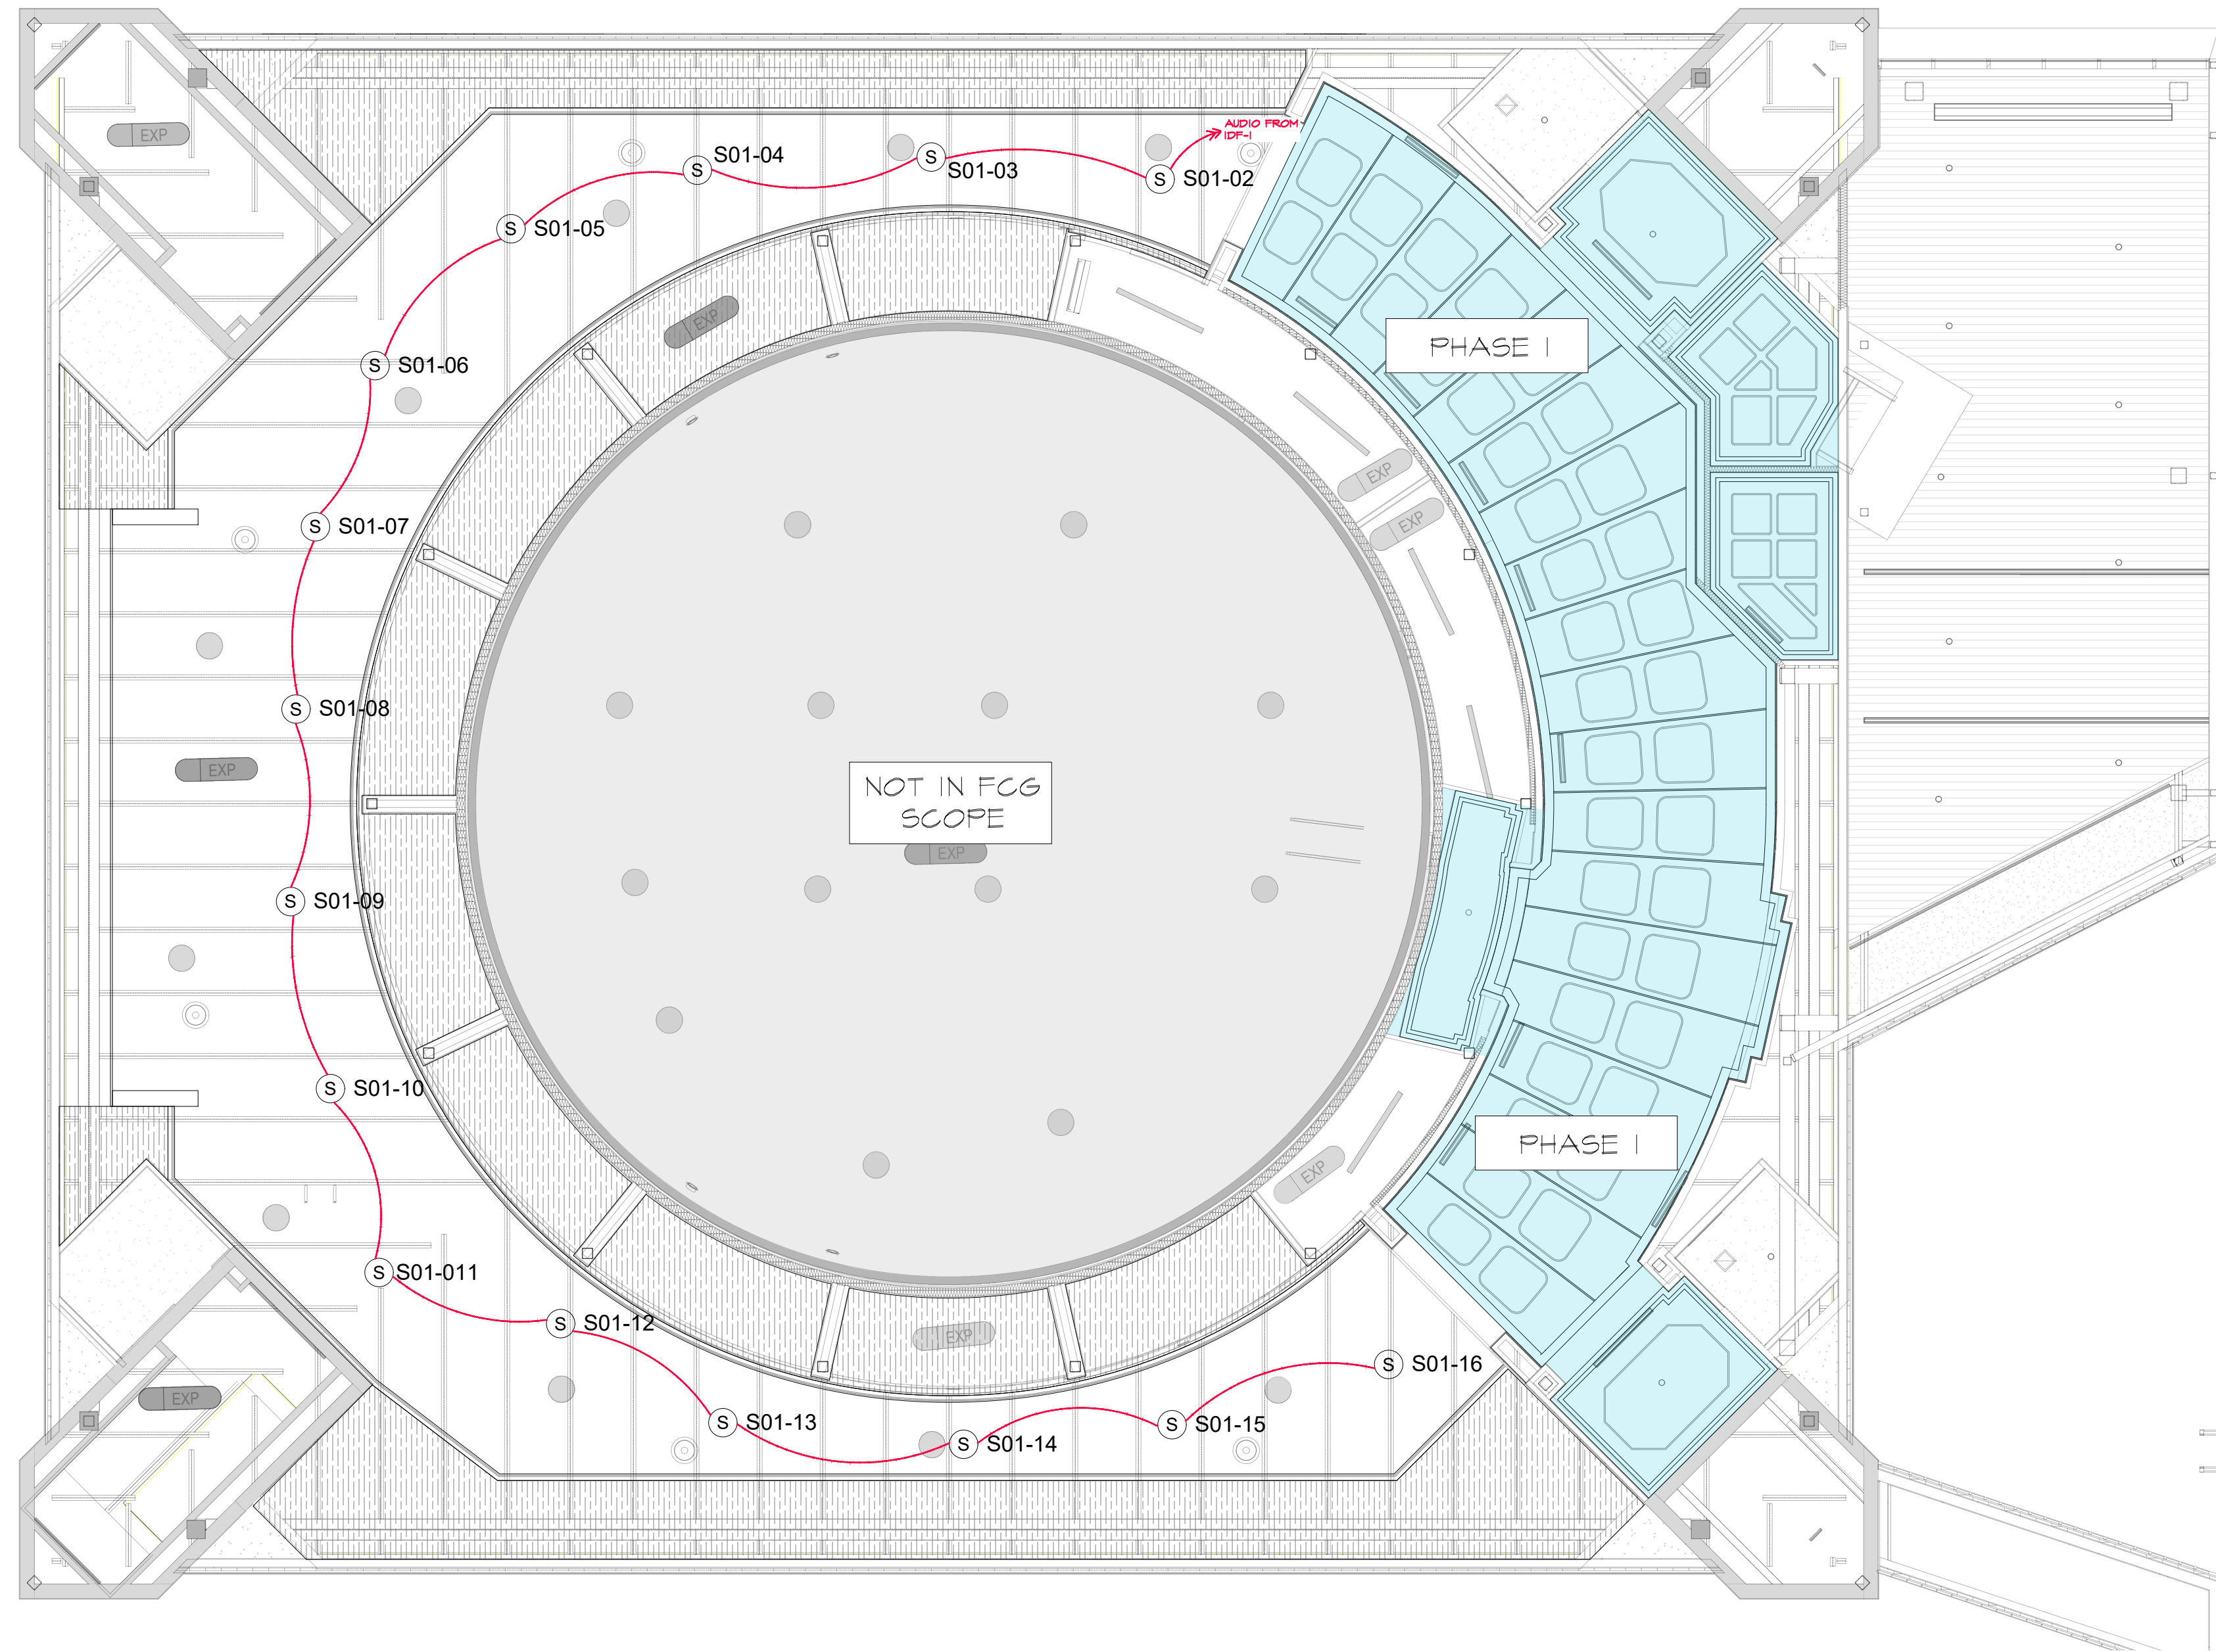 AUDIO FROM
IDF-1
EXP
S S01-04
S S01-03
S S01-02
S S01-05
EXP
PHASE 1
S S01-06
EXP
EXP
S S01-07
S S01-08
EXP
NOT IN FCG
SCOPE
EXP
S S01-09
S S01-10
PHASE 1
EXP
S S01-011
S S01-12
EXP
S S01-16
EXP
S S01-13
S S01-15
S S01-14